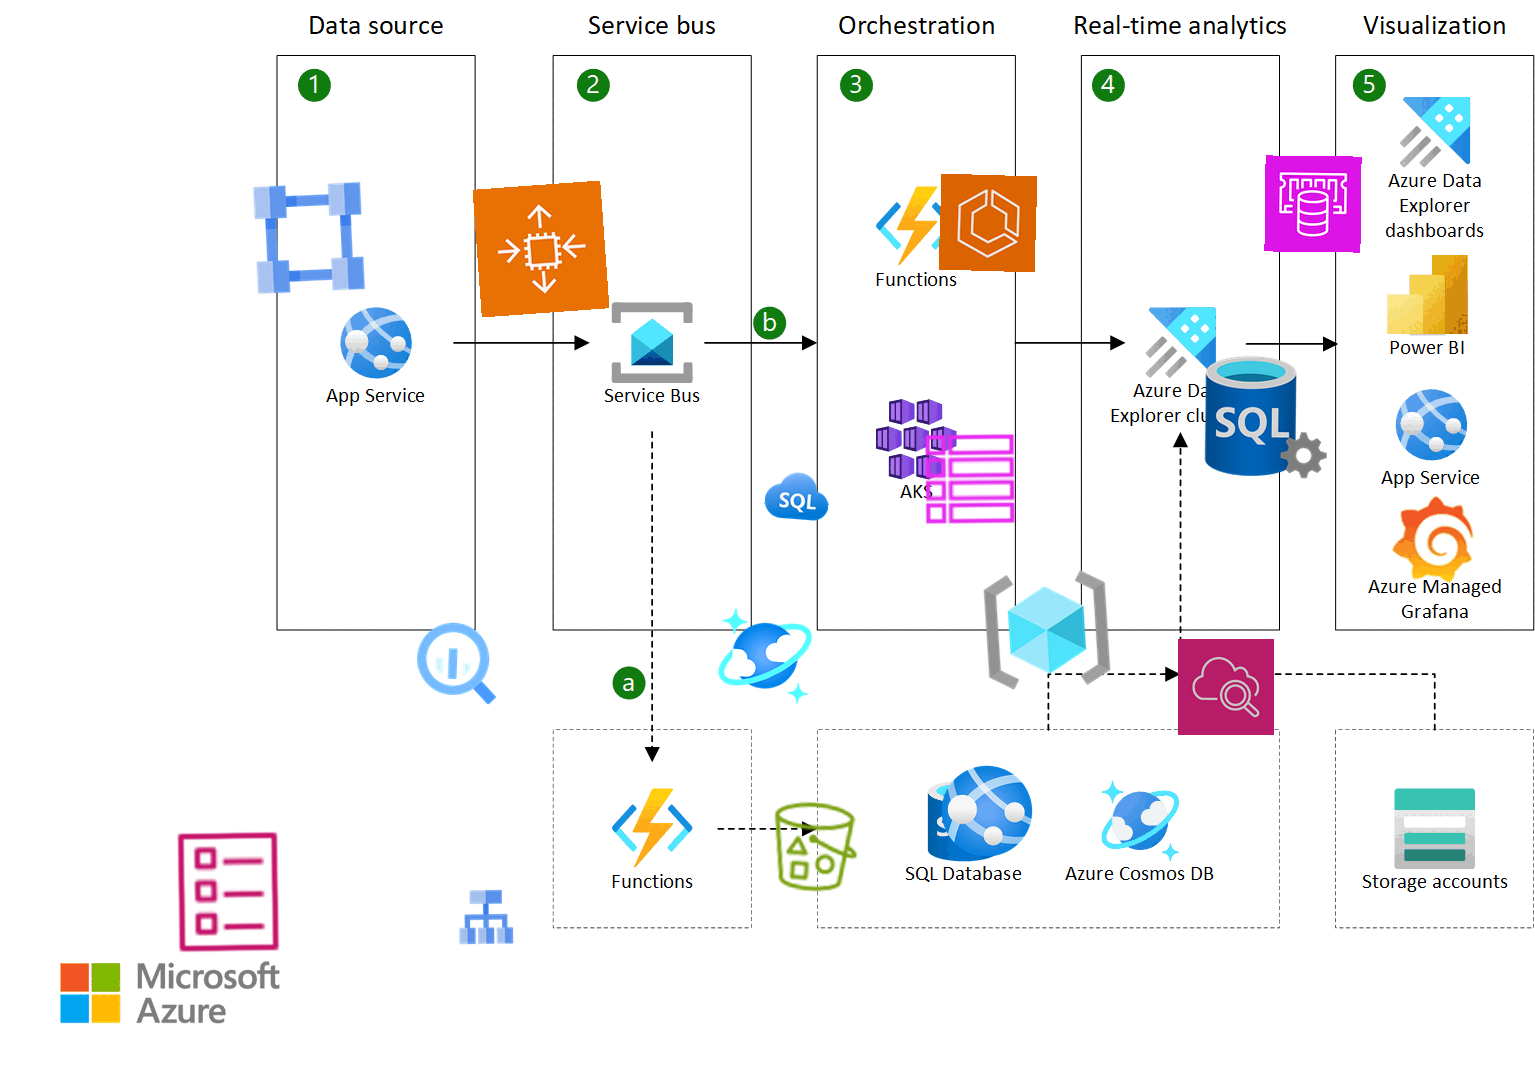 Data source
Service bus
Orchestration
Real-time analytics
Visualization
1
2
3
4
5
Azure Data
Explorer
dashboards
Functions
b
Power BI
App Service
Service Bus
Azure Da
Explorer clu
SQL
App Service
AKS
SQL
Azure Managed
Grafana
a
Functions
S
SQL Database
Azure Cosmos DB
Storage accounts
Microsoft
Azure